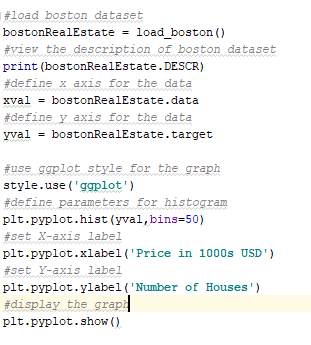 #load boston dataset
bostonRealEstate = load_boston()
#view the description of boston dataset
print(bostonRealEstate.DESCR)
#define x axis for the data
xval = bostonRealEstate.data
#define y axis for the data
yval = bostonRealEstate.target
#use ggplot style for the graph
style.use('ggplot')
#define parameters for histogram
plt.pyplot.hist(yval,bins=50)
#set X-axis label
plt.pyplot.xlabel('Price in 1000s USD')
#set Y-axis label
plt.pyplot.ylabel('Number of Houses')
#display the graph
plt.pyplot.show()